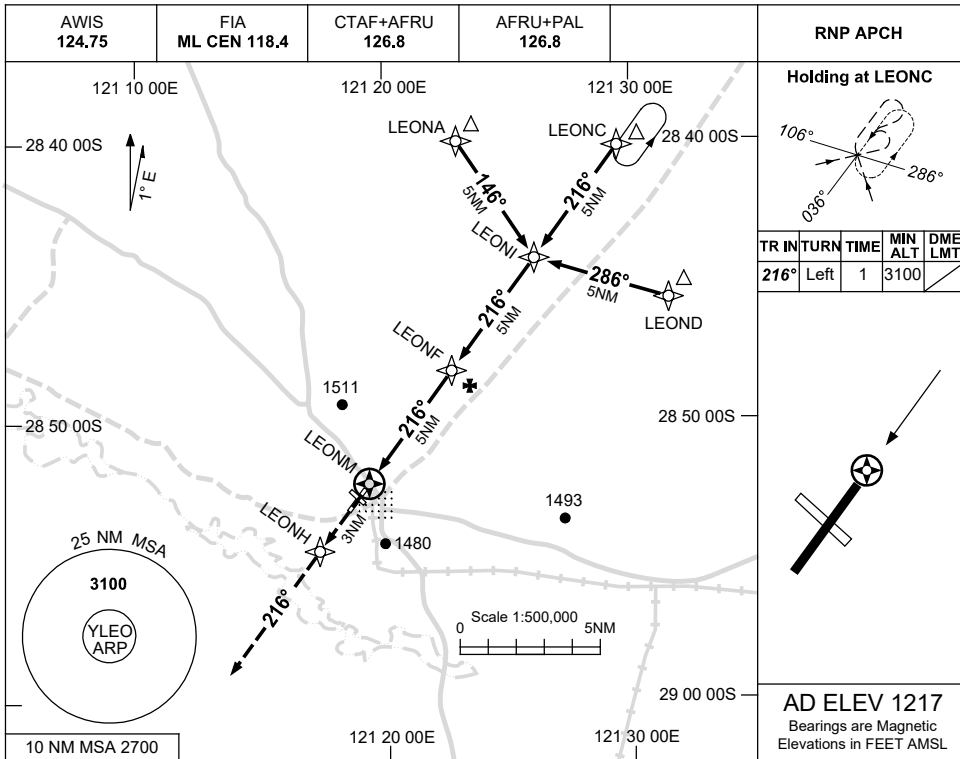 AWIS
124.75
FIA
ML CEN 118.4
CTAF+AFRU
126.8
AFRU+PAL
126.8
RNP APCH
121 10 00E
121 20 00E
121 30 00E
28 40 00S
28 40 00S
1° E
LEONA
LEONC
146°
5NM
216°
5NM
LEONI
286°
5NM
LEOND
216°
5NM
LEONF
1511
216°
5NM
28 50 00S
28 50 00S
LEONM
1493
LEONH
3NM
1480
25 NM MSA
3100
YLEO
ARP
216°
Scale 1:500,000
0
5NM
29 00 00S
10 NM MSA 2700
121 20 00E
121 30 00E
Holding at LEONC
106°
286°
036°
TR IN TURN TIME MIN ALT DME LMT
216° Left 1 3100
AD ELEV 1217
Bearings are Magnetic
Elevations in FEET AMSL